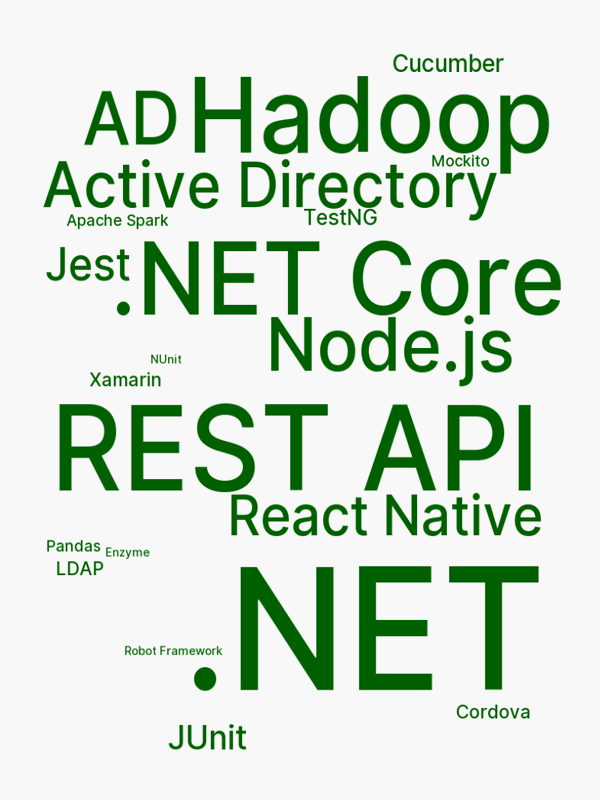 Cucumber
AD Hadoop
Mockito
Active Directory
Apache Spark TestNG
Jest .NET Core
Node.js
NUnit
Xamarin
REST API
React Native
Pandas Enzyme
LDAP
.NET
Robot Framework
Cordova
JUnit